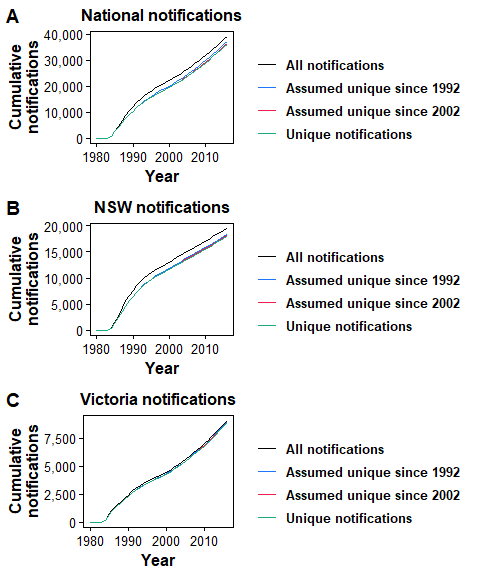 A
National notifications
Cumulative
notifications
40,000
30,000
20,000
10,000
0
1980 1990 2000 2010
Year
All notifications
Assumed unique since 1992
Assumed unique since 2002
Unique notifications
B
NSW notifications
Cumulative
notifications
20,000
15,000
10,000
5,000
0
1980 1990 2000 2010
Year
All notifications
Assumed unique since 1992
Assumed unique since 2002
Unique notifications
C
Victoria notifications
Cumulative
notifications
7,500
5,000
2,500
0
1980 1990 2000 2010
Year
All notifications
Assumed unique since 1992
Assumed unique since 2002
Unique notifications